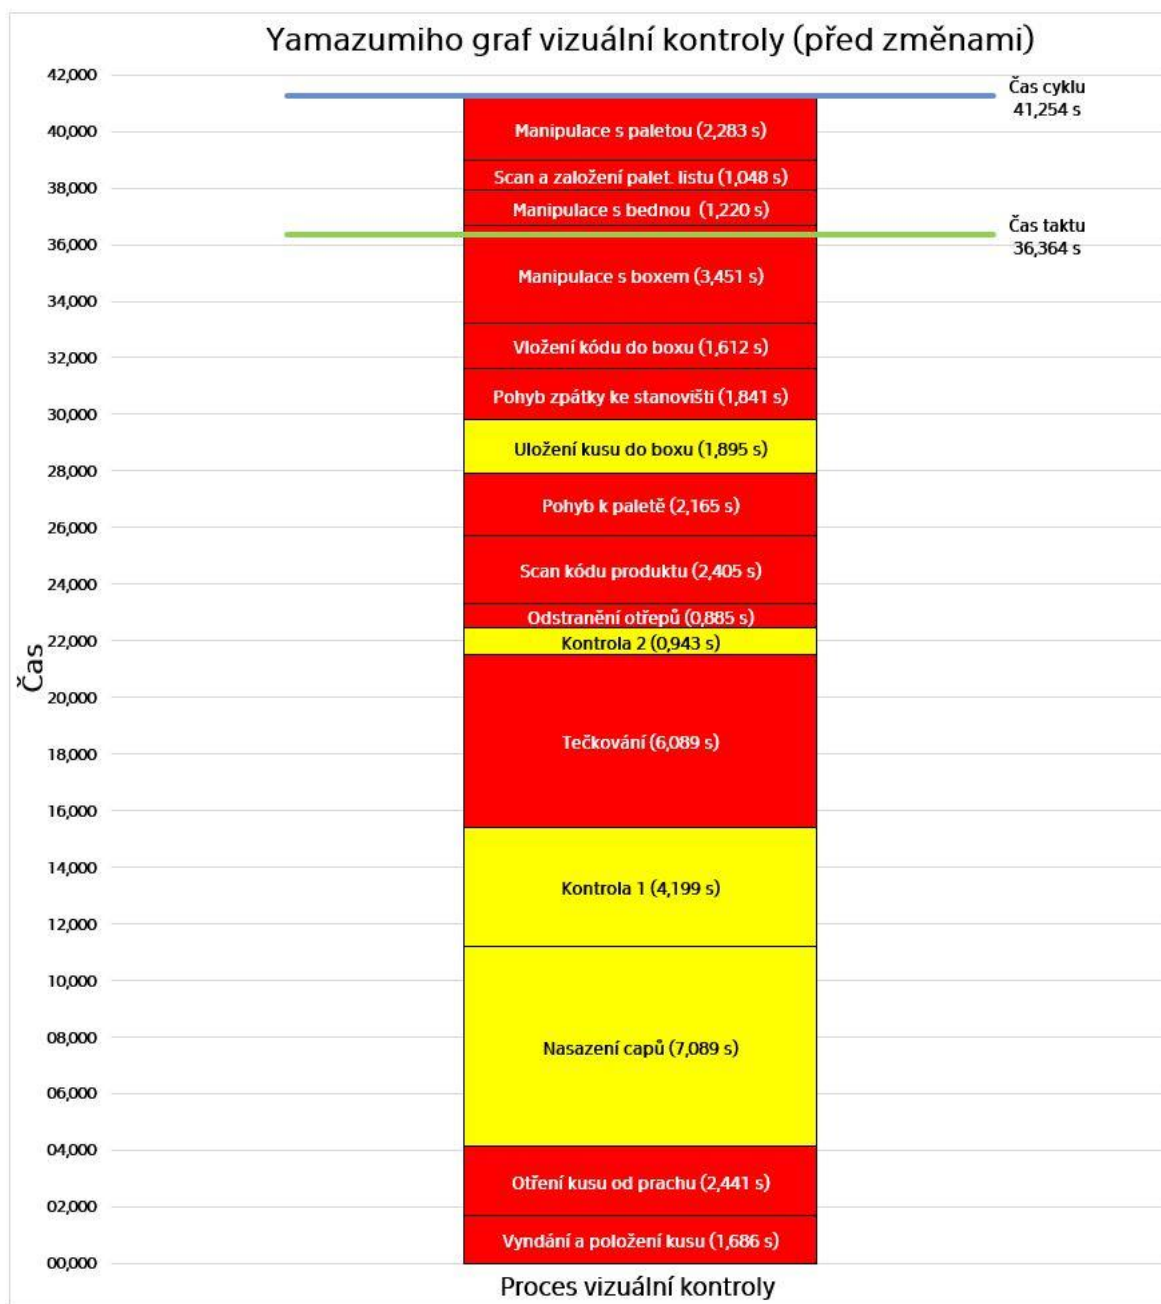 Yamazumiho graf vizuální kontroly (před změnami)
42,000
Čas cyklu
41,254 s
40,000
Manipulace s paletou (2,283 s)
Scan a založení palet. listu (1,048 s)
38,000
Manipulace s bednou (1,220 s)
Čas taktu
36,364 s
36,000
Manipulace s boxem (3,451 s)
34,000
Vložení kódu do boxu (1,612 s)
32,000
Pohyb zpátky ke stanovišti (1,841 s)
30,000
Uložení kusu do boxu (1,895 s)
28,000
Pohyb k paletě (2,165 s)
26,000
Scan kódu produktu (2,405 s)
24,000
Odstranění otřepů (0,885 s)
22,000
Kontrola 2 (0,943 s)
Čas
20,000
Tečkování (6,089 s)
18,000
16,000
14,000
Kontrola 1 (4,199 s)
12,000
10,000
08,000
Nasazení capů (7,089 s)
06,000
04,000
Otření kusu od prachu (2,441 s)
02,000
Vyndání a položení kusu (1,686 s)
00,000
Proces vizuální kontroly